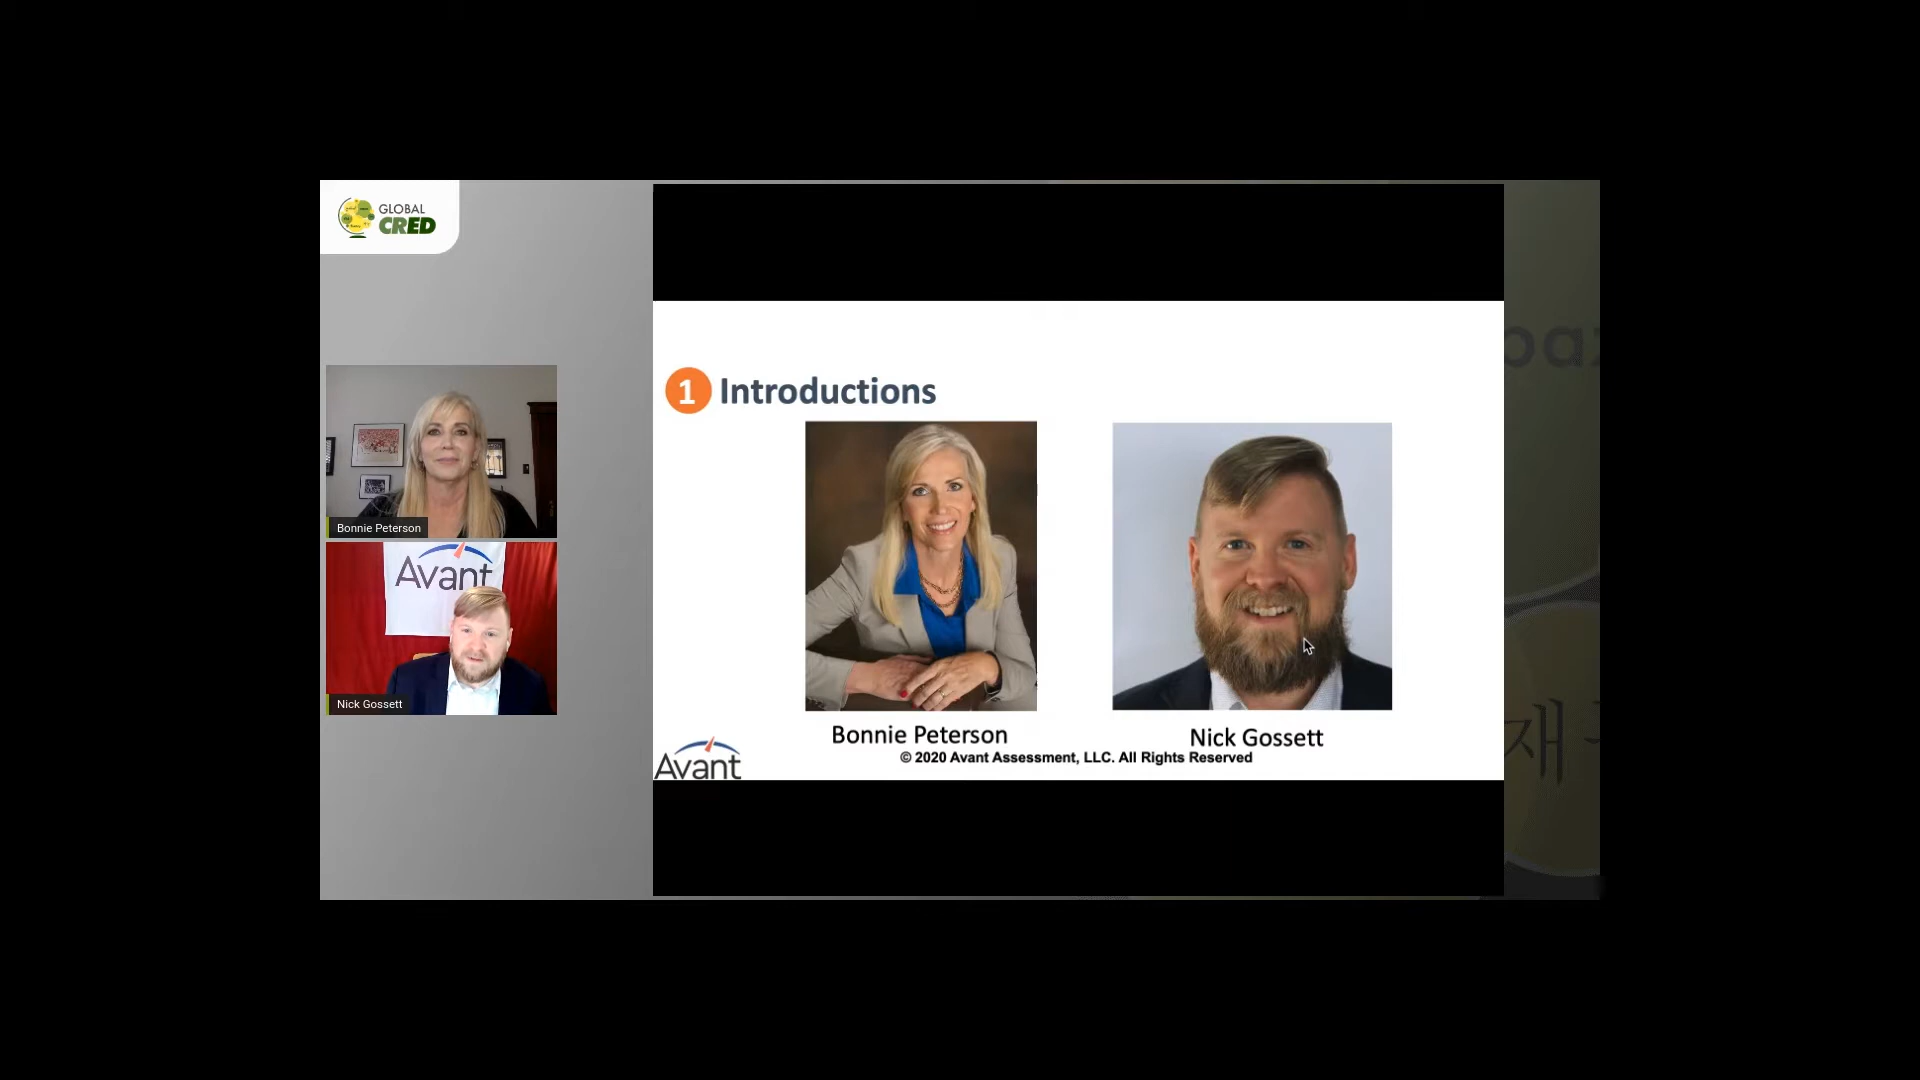 GLOBAL
CRED
Bonnie Peterson
Avant
Nick Gossett
1 Introductions
Bonnie Peterson
Nick Gossett
© 2020 Avant Assessment, LLC. All Rights Reserved
Avant
재